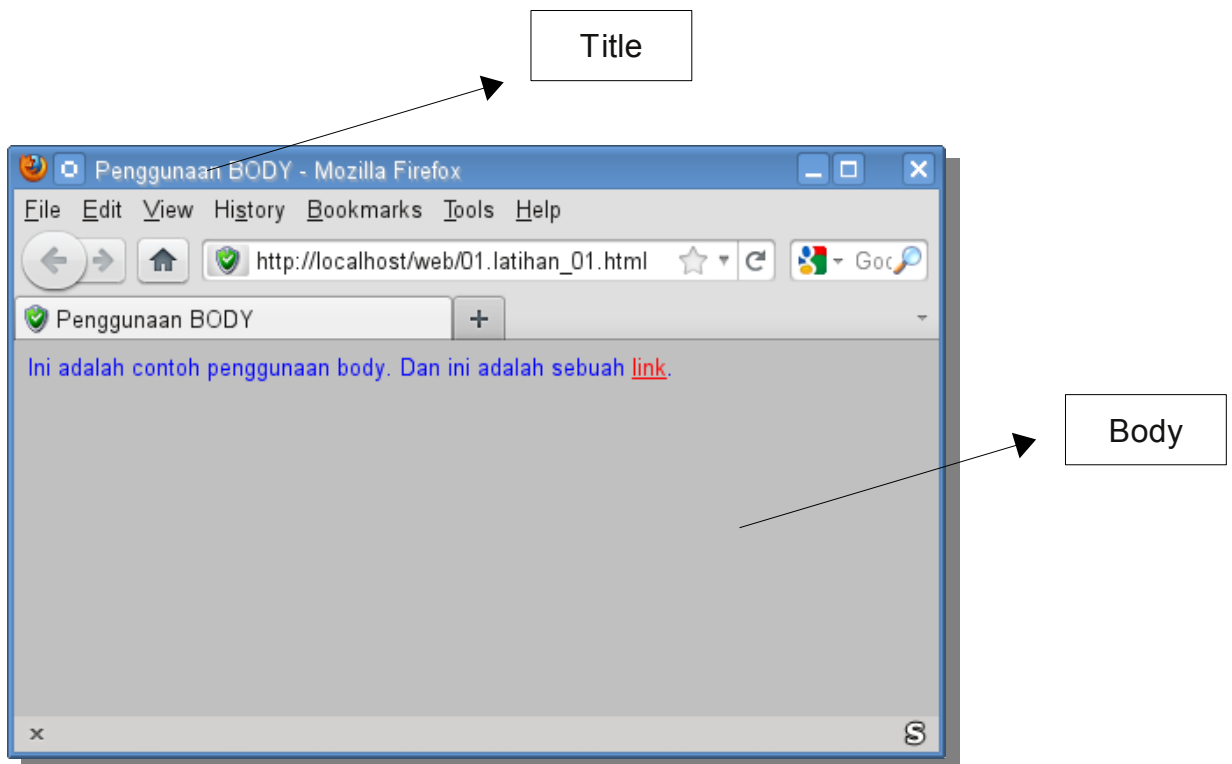 Title
Penggunaan BODY - Mozilla Firefox
File Edit View History Bookmarks Tools Help
http://localhost/web/01.latihan_01.html
Penggunaan BODY
Ini adalah contoh penggunaan body. Dan ini adalah sebuah link.
Body
S